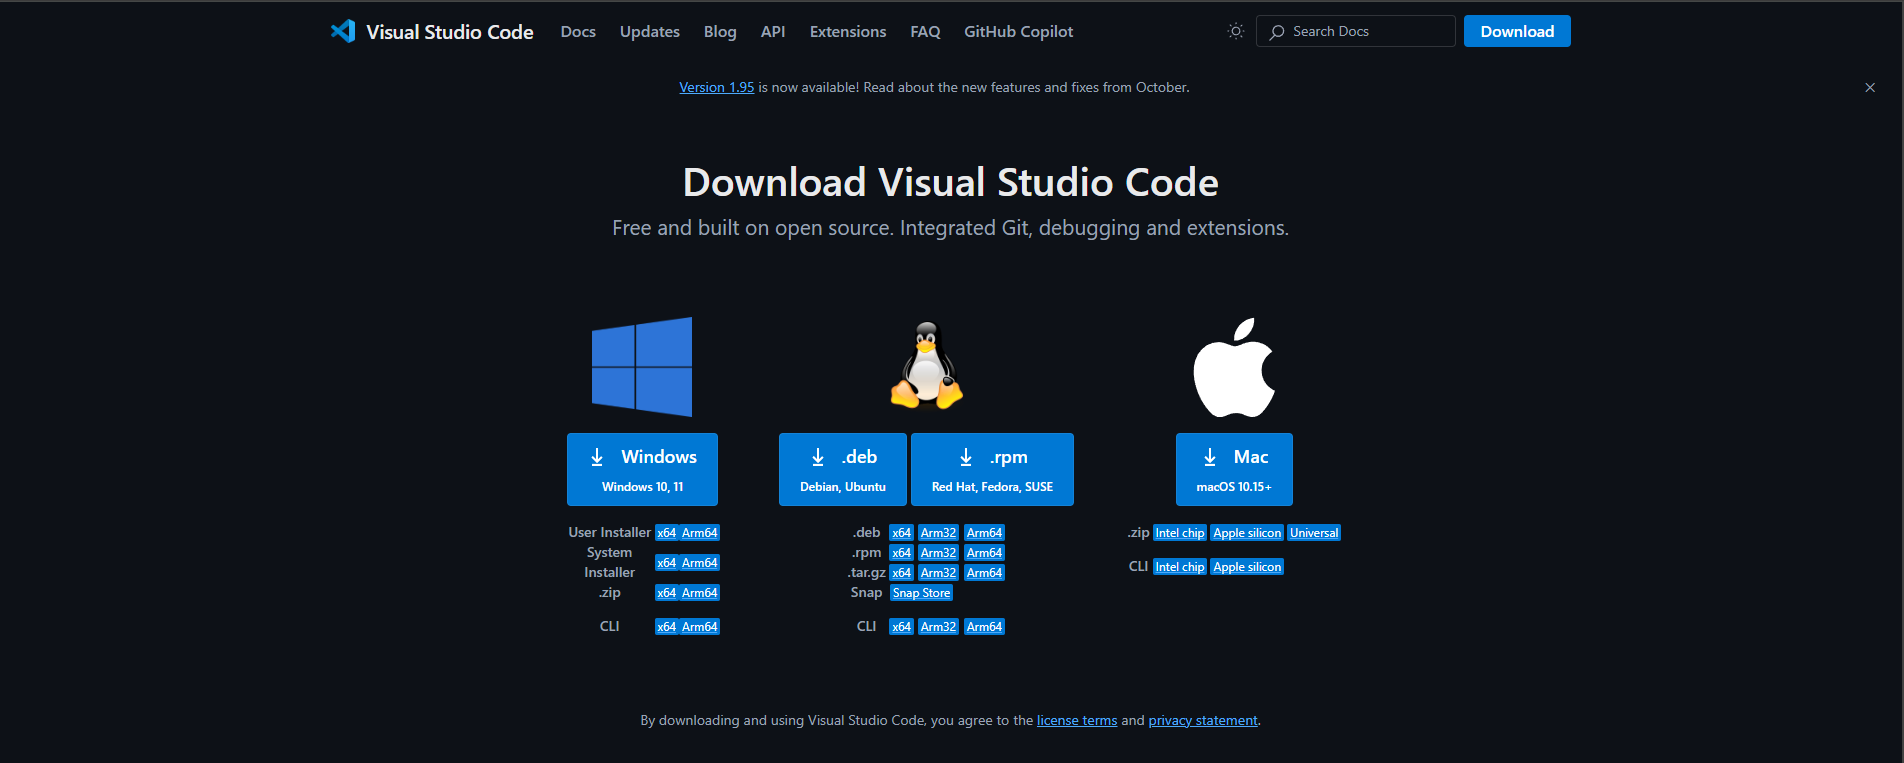 Visual Studio Code Docs Updates Blog API Extensions FAQ GitHub Copilot Search Docs Download
Version 1.95 is now available! Read about the new features and fixes from October.
Download Visual Studio Code
Free and built on open source. Integrated Git, debugging and extensions.
Windows
Windows 10, 11
User Installer x64 Arm64
System
Installer x64 Arm64
.zip x64 Arm64
CLI x64 Arm64
.deb
Debian, Ubuntu
.rpm
Red Hat, Fedora, SUSE
.deb x64 Arm32 Arm64
.rpm x64 Arm32 Arm64
.tar.gz x64 Arm32 Arm64
Snap Snap Store
CLI x64 Arm32 Arm64
Mac
macOS 10.15+
.zip Intel chip Apple silicon Universal
CLI Intel chip Apple silicon
By downloading and using Visual Studio Code, you agree to the license terms and privacy statement.